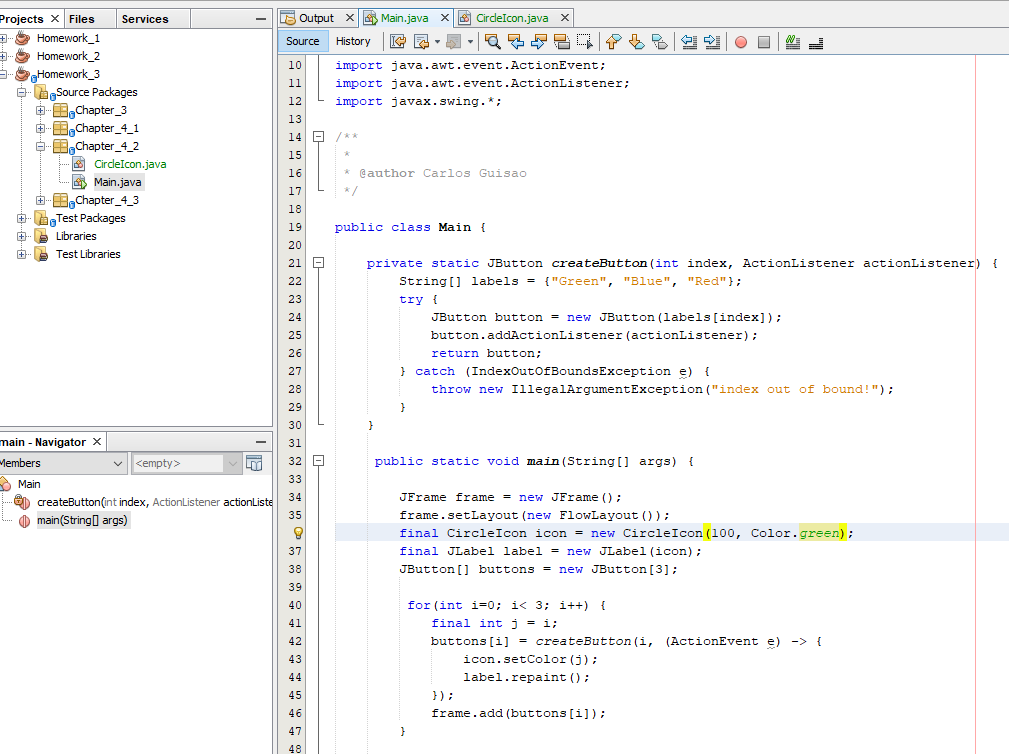 Projects Files Services
Homework_1
Homework_2
Homework_3
Source Packages
Chapter_3
Chapter_4_1
Chapter_4_2
CircleIcon.java
Main.java
Chapter_4_3
Test Packages
Libraries
Test Libraries
main - Navigator
Members <empty>
Main
createButton(int index, ActionListener actionListe
main(String[] args)
Output Main.java CircleIcon.java
Source History
10 import java.awt.event.ActionEvent;
11 import java.awt.event.ActionListener;
12 import javax.swing.*;
13
14 /**
15 *
16 * @author Carlos Guisao
17 */
18
19 public class Main {
20
21 private static JButton createButton(int index, ActionListener actionListener) {
22 String[] labels = {"Green", "Blue", "Red"};
23 try {
24 JButton button = new JButton(labels[index]);
25 button.addActionListener(actionListener);
26 return button;
27 } catch (IndexOutOfBoundsException e) {
28 throw new IllegalArgumentException("index out of bound!");
29 }
30 }
31
32 public static void main(String[] args) {
33
34 JFrame frame = new JFrame();
35 frame.setLayout(new FlowLayout());
final CircleIcon icon = new CircleIcon(100, Color.green);
37 final JLabel label = new JLabel(icon);
38 JButton[] buttons = new JButton[3];
39
40 for(int i=0; i< 3; i++) {
41 final int j = i;
42 buttons[i] = createButton(i, (ActionEvent e) -> {
43 icon.setColor(j);
44 label.repaint();
45 });
46 frame.add(buttons[i]);
47 }
48